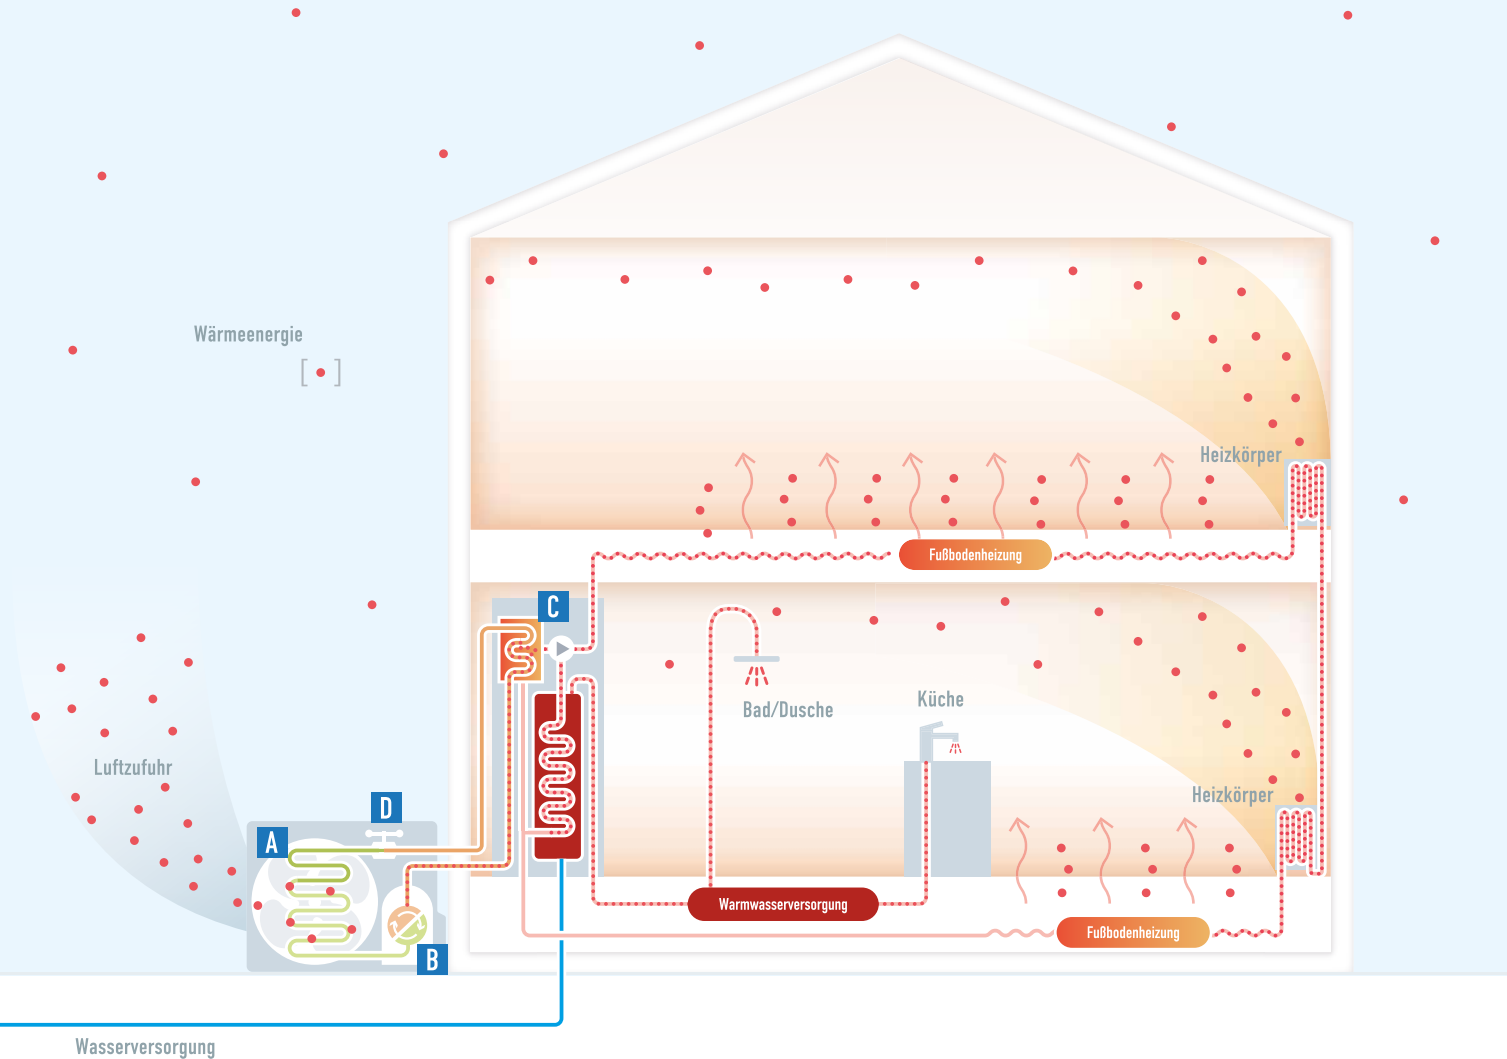 Wärmeenergie
[ ]
Heizkörper
Fußbodenheizung
C
Bad/Dusche
Küche
Luftzufuhr
Heizkörper
D
A
Warmwasserversorgung
Fußbodenheizung
B
Wasserversorgung